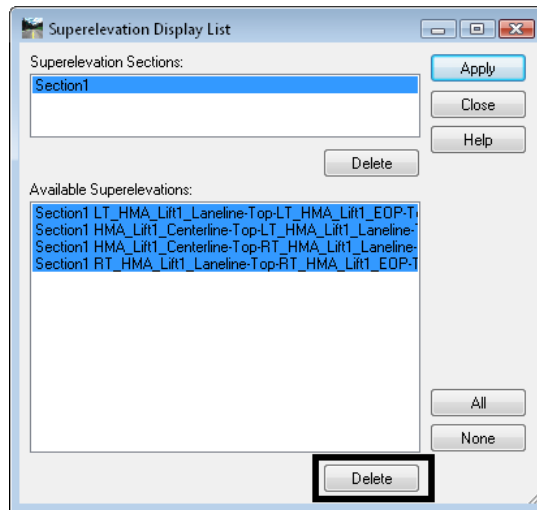 Superelevation Display List
Superelevation Sections:
Section1
Apply
Close
Help
Delete
Available Superelevations:
Section1 LT_HMA_Lift1_Laneline-Top-LT_HMA_Lift1_EOP-T
Section1 HMA_Lift1_Centerline-Top-LT_HMA_Lift1_Laneline-
Section1 HMA_Lift1_Centerline-Top-RT_HMA_Lift1_Laneline-
Section1 RT_HMA_Lift1_Laneline-Top-RT_HMA_Lift1_EOP-T
All
None
Delete